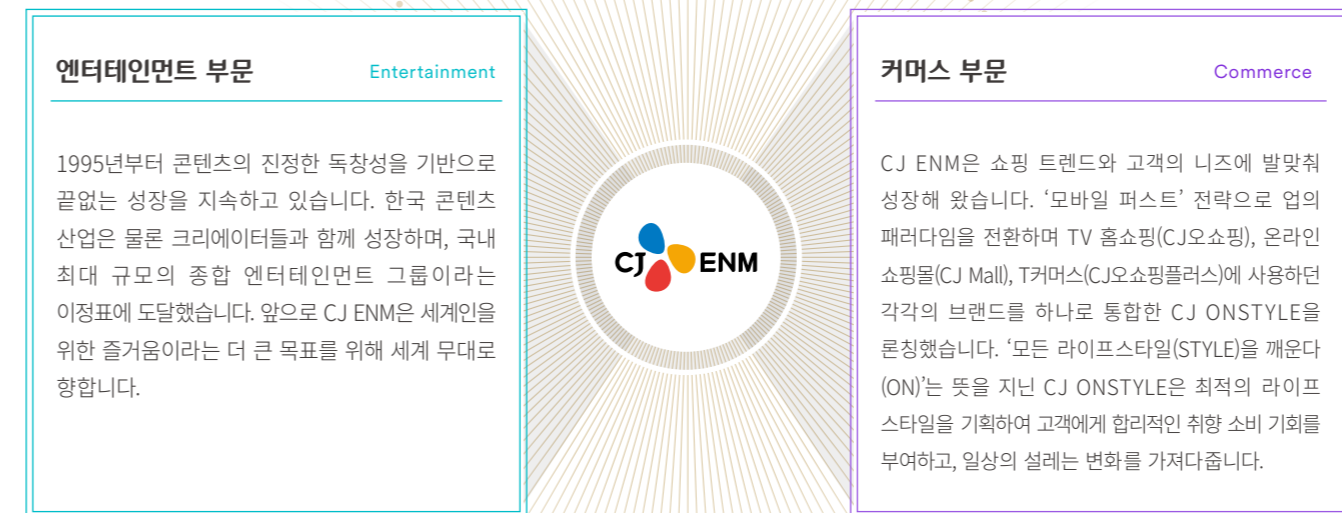 엔터테인먼트 부문 Entertainment
1995년부터 콘텐츠의 진정한 독창성을 기반으로
끝없는 성장을 지속하고 있습니다. 한국 콘텐츠
산업은 물론 크리에이터들과 함께 성장하며, 국내
최대 규모의 종합 엔터테인먼트 그룹이라는
이정표에 도달했습니다. 앞으로 CJ ENM은 세계인을
위한 즐거움이라는 더 큰 목표를 위해 세계 무대로
향합니다.
CJ ENM
커머스 부문 Commerce
CJ ENM은 쇼핑 트렌드와 고객의 니즈에 발맞춰
성장해 왔습니다. ‘모바일 퍼스트’ 전략으로 업의
패러다임을 전환하며 TV 홈쇼핑(CJ오쇼핑), 온라인
쇼핑몰(CJ Mall), T커머스(CJ오쇼핑플러스)에 사용하던
각각의 브랜드를 하나로 통합한 CJ ONSTYLE을
론칭했습니다. ‘모든 라이프스타일(STYLE)을 깨운다
(ON)’는 뜻을 지닌 CJ ONSTYLE은 최적의 라이프
스타일을 기획하여 고객에게 합리적인 취향 소비 기회를
부여하고, 일상의 설레는 변화를 가져다줍니다.